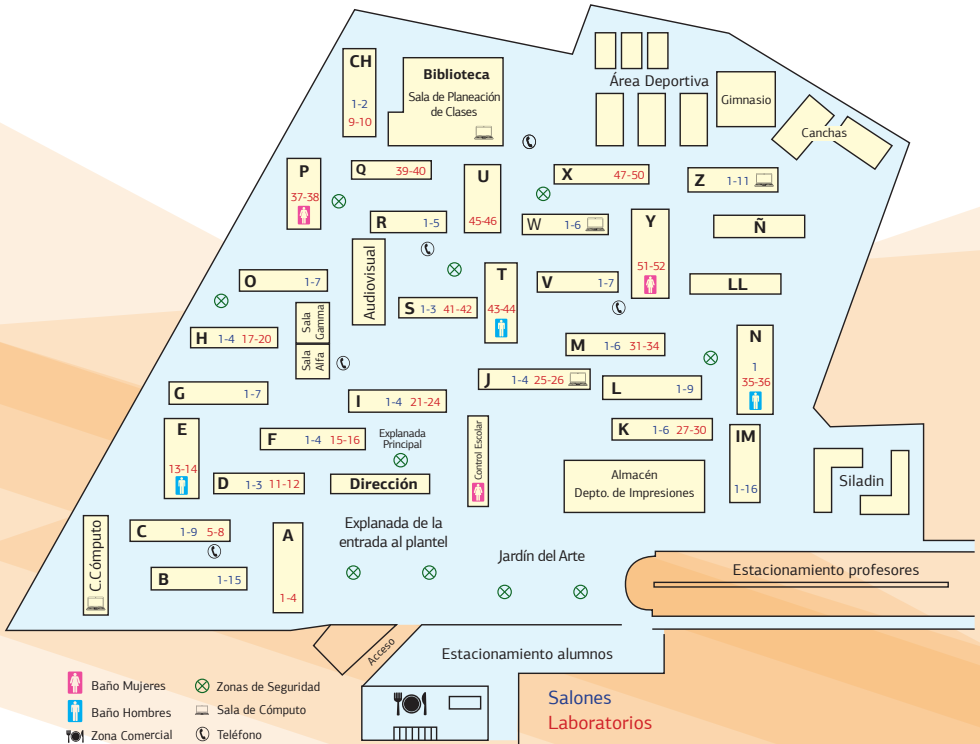 CH
1-2
9-10
Biblioteca
Sala de Planeación
de Clases
Área Deportiva
Gimnasio
Canchas
P
37-38
Q 39-40
U
45-46
X 47-50
Z 1-11
R 1-5
W 1-6
Y
51-52
Ñ
Audiovisual
O 1-7
S 1-3 41-42
T
43-44
V 1-7
LL
Sala
Gamma
H 1-4 17-20
Sala
Alfa
M 1-6 31-34
N
1
35-36
J 1-4 25-26
L 1-9
G 1-7
I 1-4 21-24
E
13-14
F 1-4 15-16
Explanada
Principal
Control Escolar
K 1-6 27-30
IM
1-16
D 1-3 11-12
Dirección
Almacén
Depto. de Impresiones
Siladin
C.Cómputo
C 1-9 5-8
A
1-4
Explanada de la
entrada al plantel
Jardín del Arte
B 1-15
Estacionamiento profesores
Acceso
Estacionamiento alumnos
Baño Mujeres
Zonas de Seguridad
Baño Hombres
Sala de Cómputo
Zona Comercial
Teléfono
Salones
Laboratorios